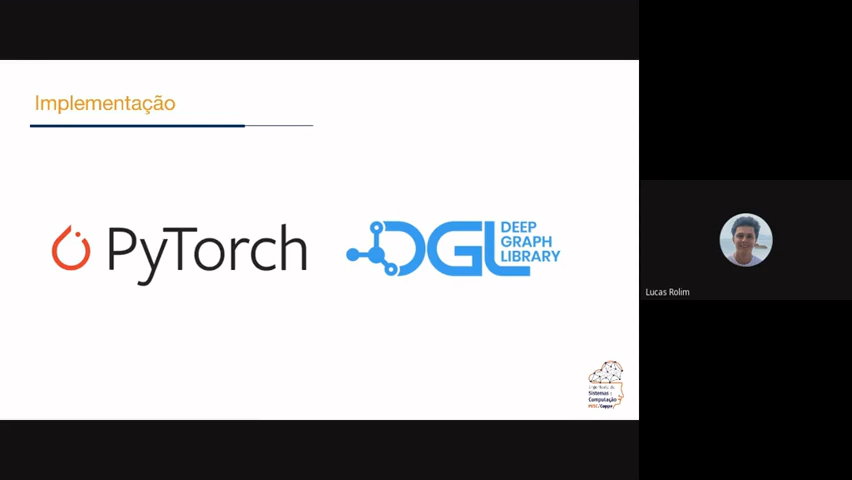 Implementação
PyTorch
DGL
DEEP
GRAPH
LIBRARY
Lucas Rolim
Sistemas e
Computação